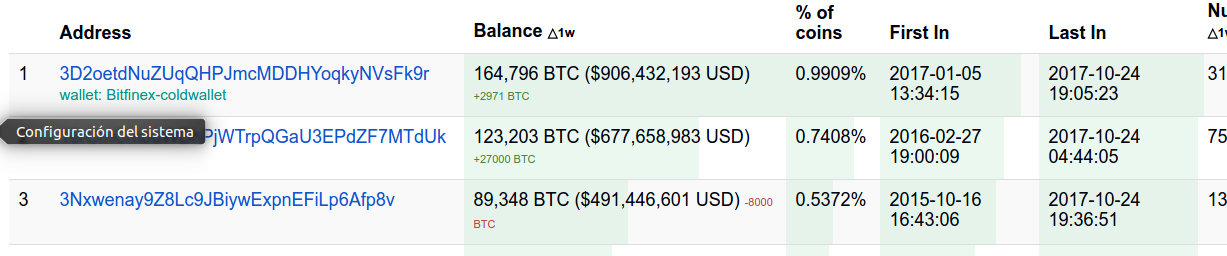 Address Balance △1w % of coins First In Last In Nu △1w
1 3D2oetdNuZUqQHPJmcMDDHYoqkyNVsFk9r 164,796 BTC ($906,432,193 USD) 0.9909% 2017-01-05 2017-10-24 31
wallet: Bitfinex-coldwallet +2971 BTC 13:34:15 19:05:23
Configuración del sistema PjWTrpQGaU3EPdZF7MTdUk 123,203 BTC ($677,658,983 USD) 0.7408% 2016-02-27 2017-10-24 75
+27000 BTC 19:00:09 04:44:05
3 3Nxwenay9Z8Lc9JBiywExpnEFiLp6Afp8v 89,348 BTC ($491,446,601 USD) -8000 0.5372% 2015-10-16 2017-10-24 13
BTC 16:43:06 19:36:51